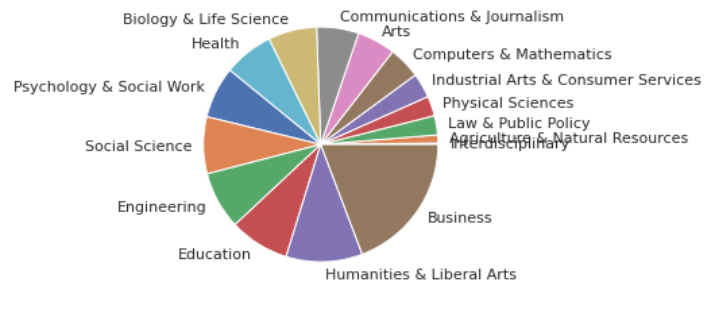 Communications & Journalism
Biology & Life Science
Arts
Health
Computers & Mathematics
Industrial Arts & Consumer Services
Psychology & Social Work
Physical Sciences
Law & Public Policy
Agriculture & Natural Resources
Interdisciplinary
Social Science
Engineering
Business
Education
Humanities & Liberal Arts